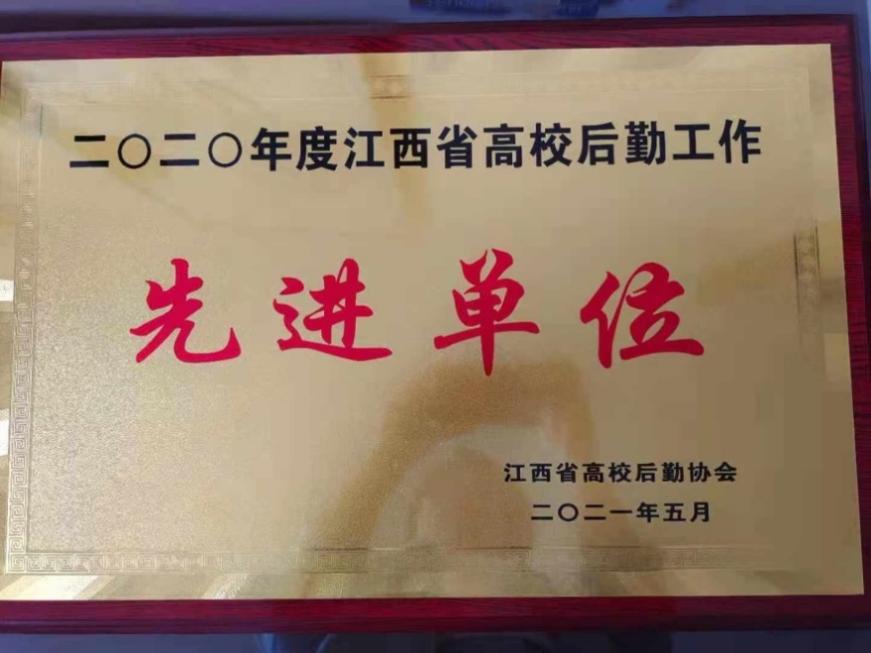 二〇二〇年度江西省高校后勤工作
先进单位
江西省高校后勤协会
二〇二一年五月